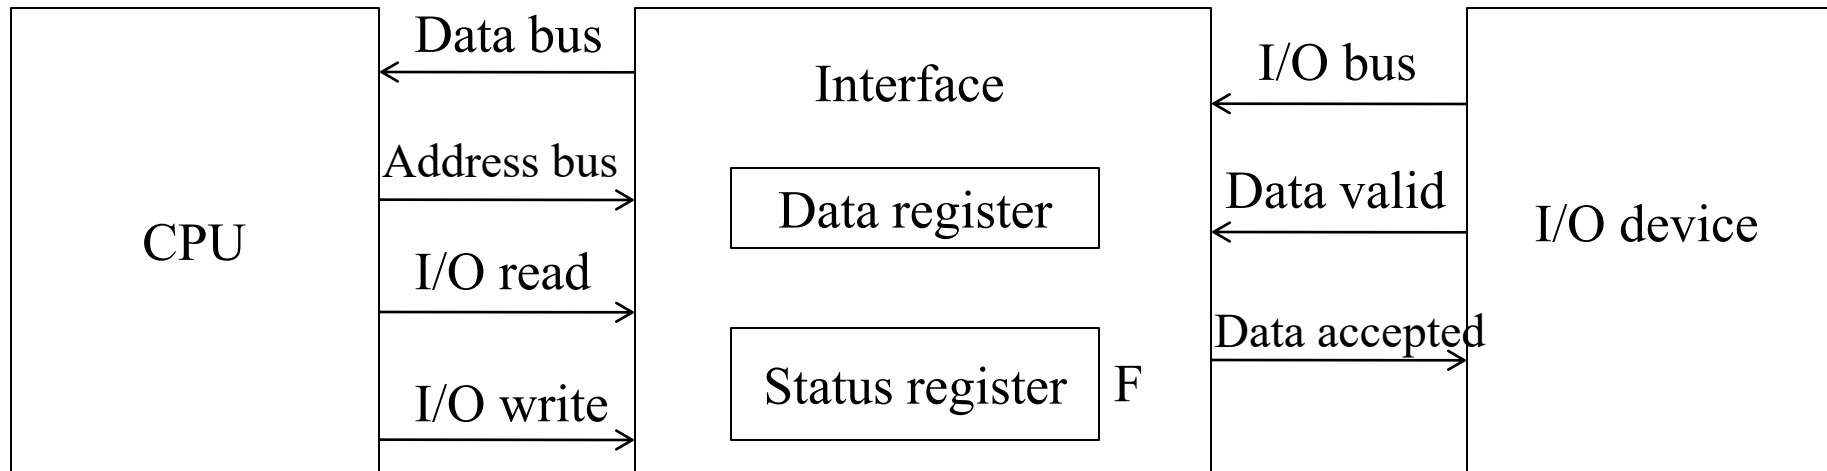 Data bus
Interface
I/O bus
Address bus
Data register
Data valid
CPU
I/O device
I/O read
Data accepted
Status register
F
I/O write